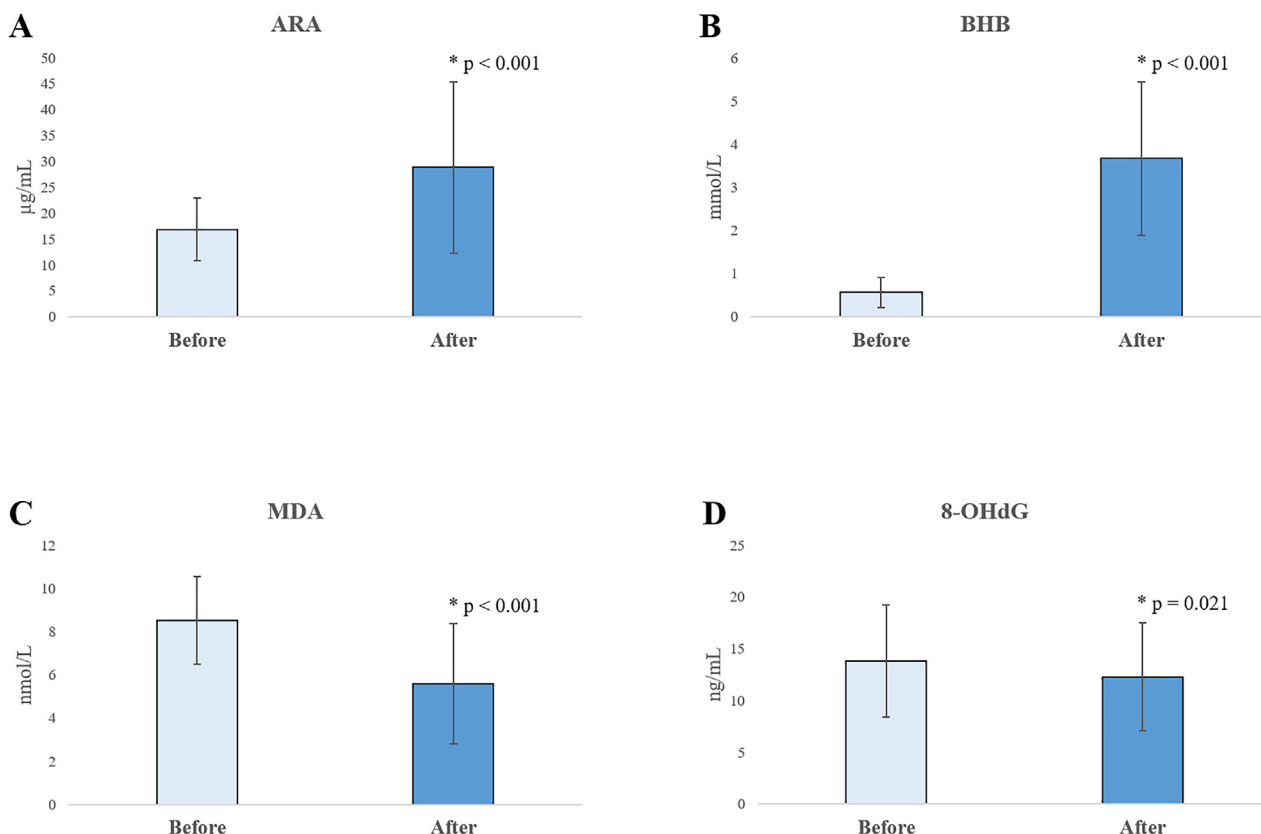 A
ARA
50
45
40
35
30
25
20
15
10
5
0
µg/mL
* p < 0.001
Before
After
B
BHB
6
5
4
3
2
1
0
mmol/L
* p < 0.001
Before
After
C
MDA
12
10
8
6
4
2
0
nmol/L
* p < 0.001
Before
After
D
8-OHdG
25
20
15
10
5
0
ng/mL
* p = 0.021
Before
After